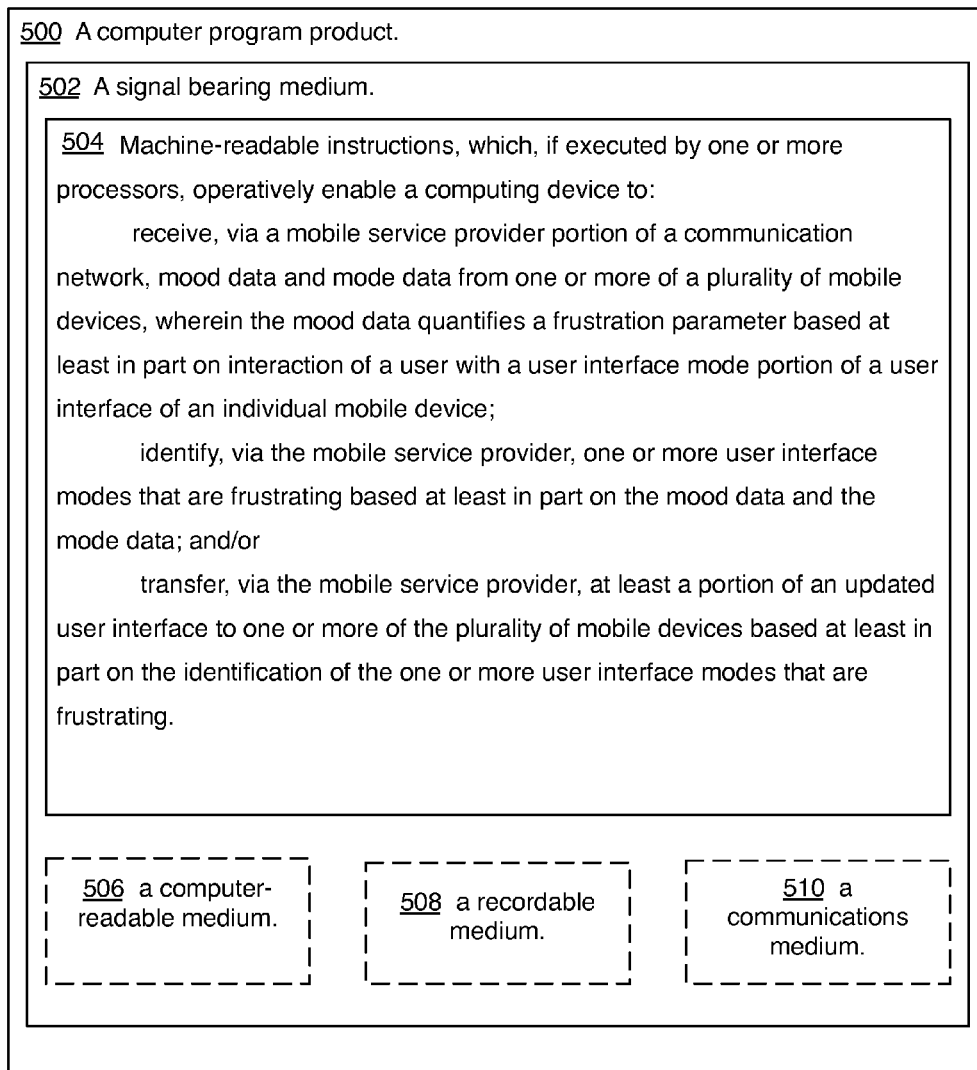 500 A computer program product.
502 A signal bearing medium.
504 Machine-readable instructions, which, if executed by one or more
processors, operatively enable a computing device to:
receive, via a mobile service provider portion of a communication
network, mood data and mode data from one or more of a plurality of mobile
devices, wherein the mood data quantifies a frustration parameter based at
least in part on interaction of a user with a user interface mode portion of a user
interface of an individual mobile device;
identify, via the mobile service provider, one or more user interface
modes that are frustrating based at least in part on the mood data and the
mode data; and/or
transfer, via the mobile service provider, at least a portion of an updated
user interface to one or more of the plurality of mobile devices based at least in
part on the identification of the one or more user interface modes that are
frustrating.
506 a computer-
readable medium.
508 a recordable
medium.
510 a
communications
medium.